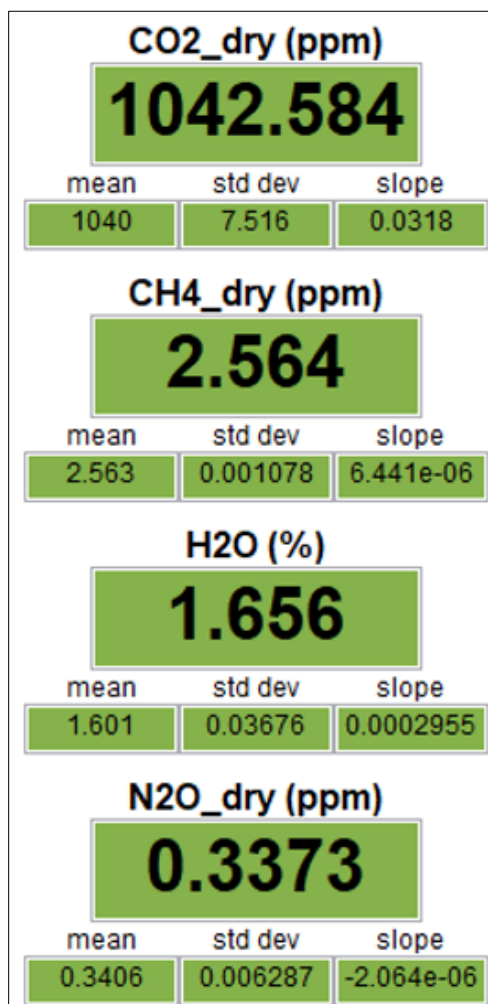 CO2_dry (ppm)
1042.584
mean std dev slope
1040 7.516 0.0318
CH4_dry (ppm)
2.564
mean std dev slope
2.563 0.001078 6.441e-06
H2O (%)
1.656
mean std dev slope
1.601 0.03676 0.0002955
N2O_dry (ppm)
0.3373
mean std dev slope
0.3406 0.006287 -2.064e-06